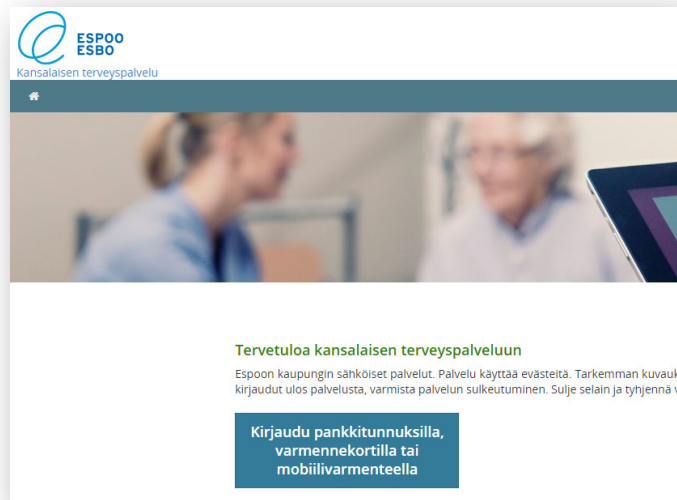 ESPOO
ESBO
Kansalaisen terveyspalvelu
Tervetuloa kansalaisen terveyspalveluun
Espoon kaupungin sähköiset palvelut. Palvelu käyttää evästeitä. Tarkemman kuvauk
kirjaudut ulos palvelusta, varmista palvelun sulkeutuminen. Sulje selain ja tyhjennä v
Kirjaudu pankkitunnuksilla,
varmennekortilla tai
mobiilivarmenteella